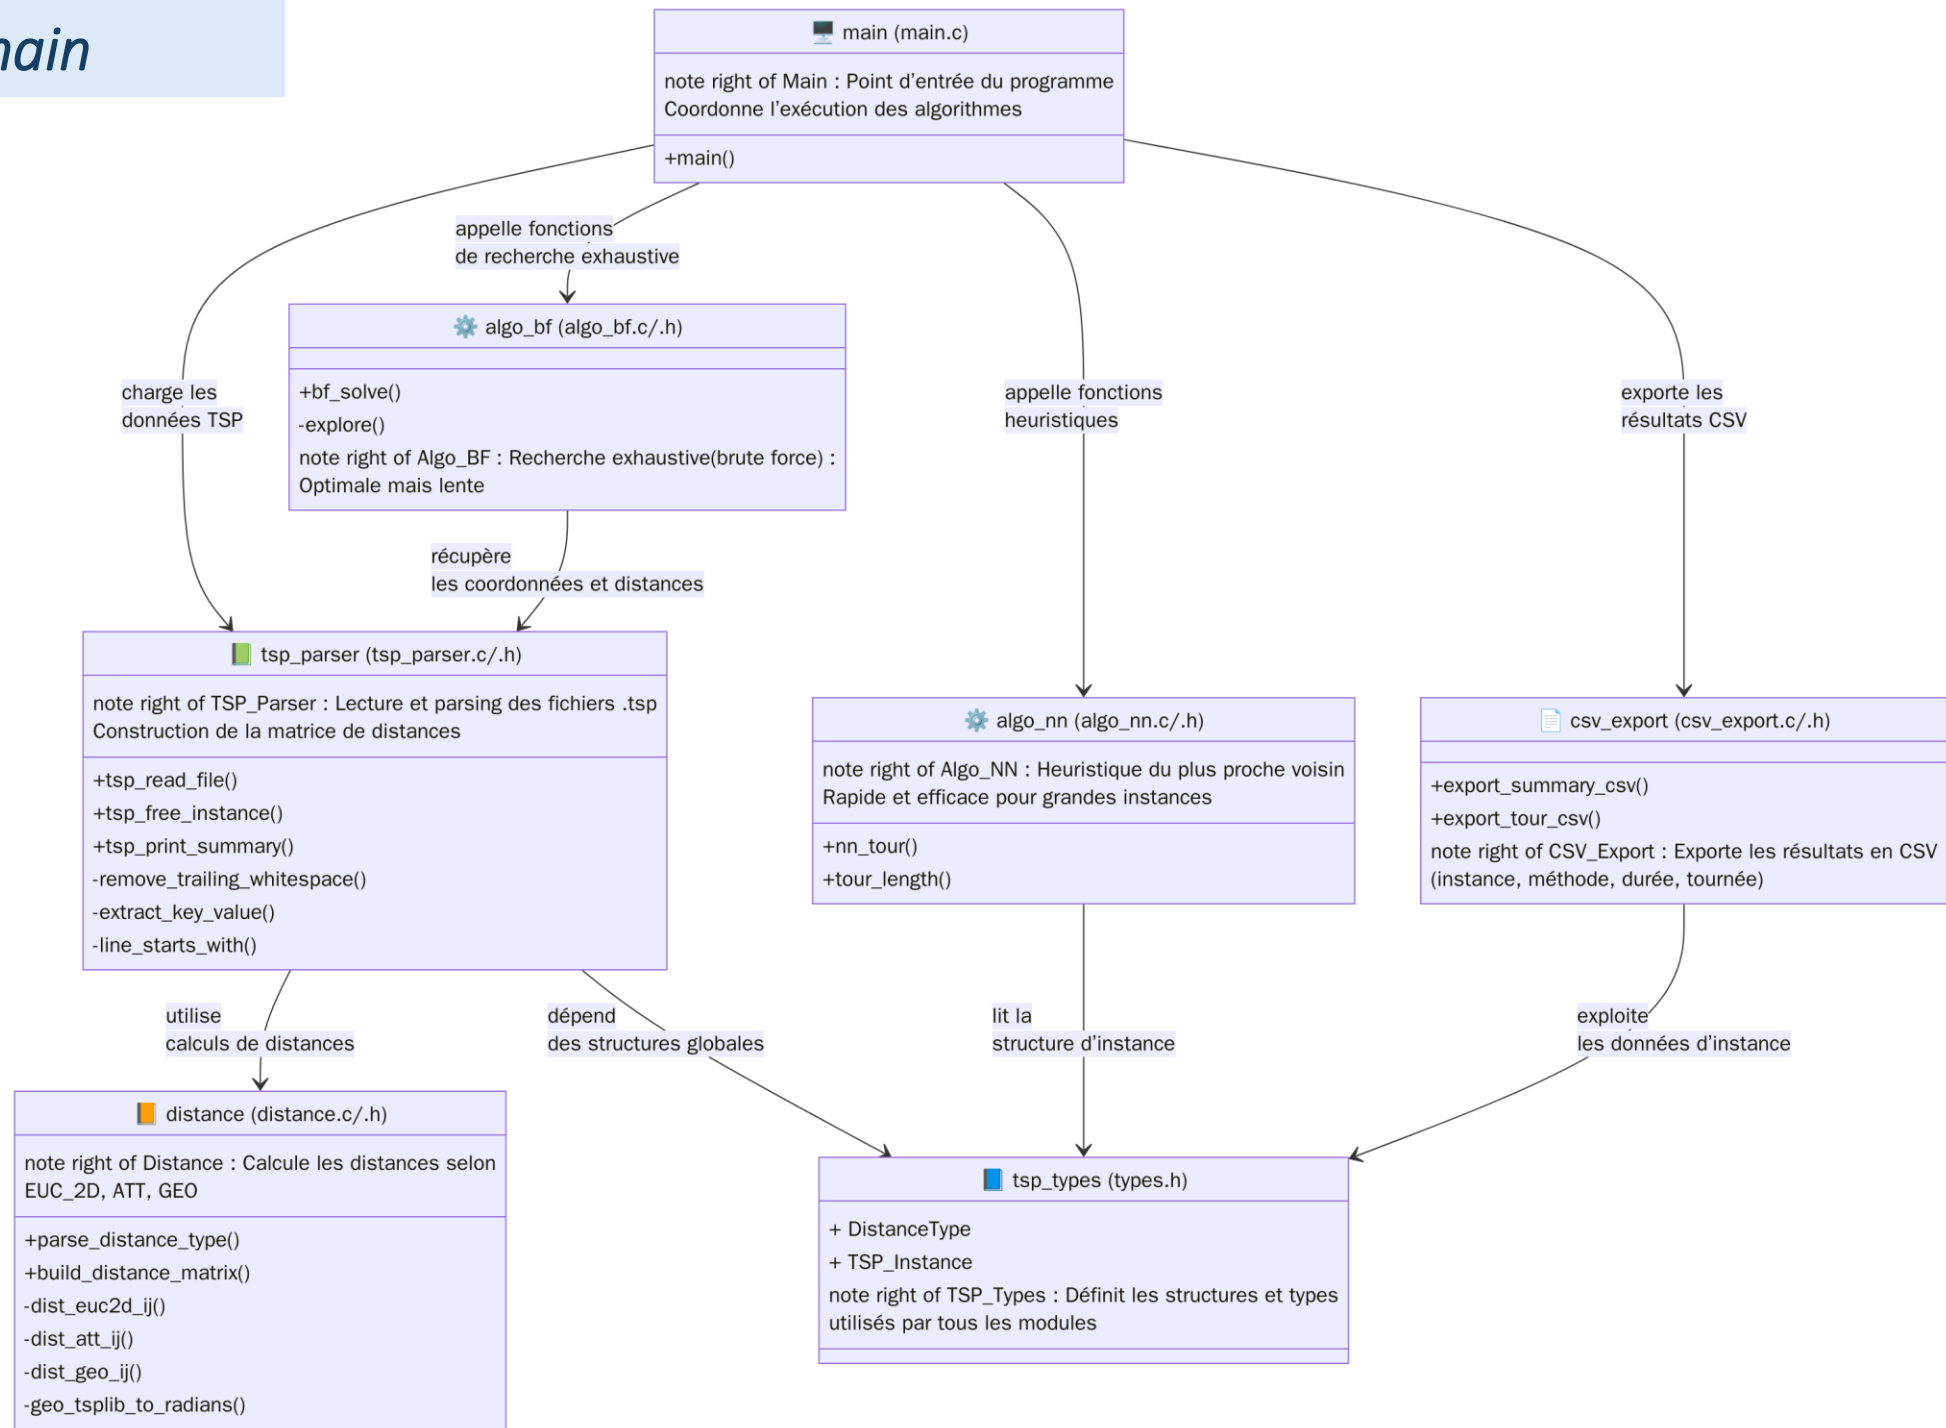 main
🖥️ main (main.c)
note right of Main : Point d'entrée du programme
Coordonne l'exécution des algorithmes
+main()
appelle fonctions
de recherche exhaustive
⚙️ algo_bf (algo_bf.c/.h)
+bf_solve()
-explore()
note right of Algo_BF : Recherche exhaustive(brute force) :
Optimale mais lente
charge les
données TSP
appelle fonctions
heuristiques
exporte les
résultats CSV
récupère
les coordonnées et distances
📗 tsp_parser (tsp_parser.c/.h)
note right of TSP_Parser : Lecture et parsing des fichiers .tsp
Construction de la matrice de distances
+tsp_read_file()
+tsp_free_instance()
+tsp_print_summary()
-remove_trailing_whitespace()
-extract_key_value()
-line_starts_with()
⚙️ algo_nn (algo_nn.c/.h)
note right of Algo_NN : Heuristique du plus proche voisin
Rapide et efficace pour grandes instances
+nn_tour()
+tour_length()
📄 csv_export (csv_export.c/.h)
+export_summary_csv()
+export_tour_csv()
note right of CSV_Export : Exporte les résultats en CSV
(instance, méthode, durée, tournée)
utilise
calculs de distances
dépend
des structures globales
lit la
structure d'instance
exploite
les données d'instance
📙 distance (distance.c/.h)
note right of Distance : Calcule les distances selon
EUC_2D, ATT, GEO
+parse_distance_type()
+build_distance_matrix()
-dist_euc2d_ij()
-dist_att_ij()
-dist_geo_ij()
-geo_tsplib_to_radians()
📘 tsp_types (types.h)
+ DistanceType
+ TSP_Instance
note right of TSP_Types : Définit les structures et types
utilisés par tous les modules